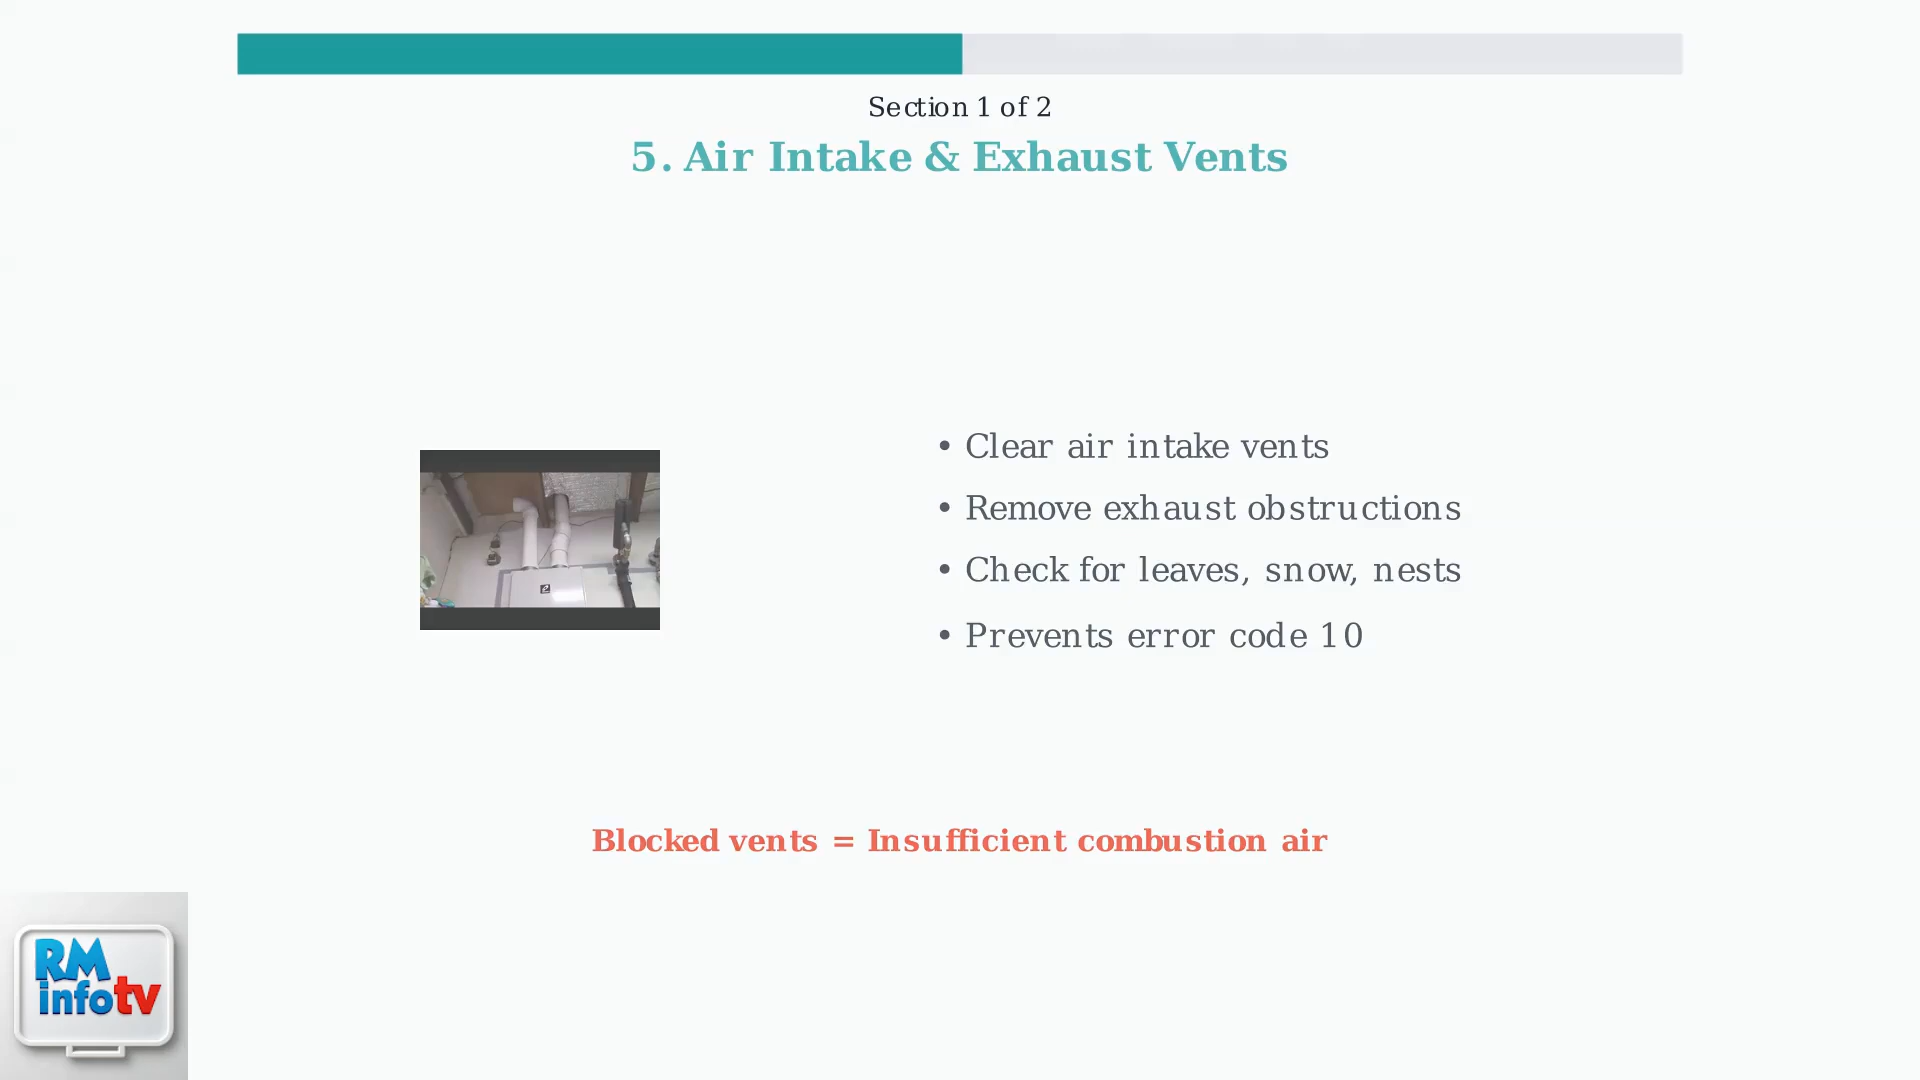 Section 1 of 2
5. Air Intake & Exhaust Vents
• Clear air intake vents
• Remove exhaust obstructions
• Check for leaves, snow, nests
• Prevents error code 10
Blocked vents = Insufficient combustion air
RM
infotv